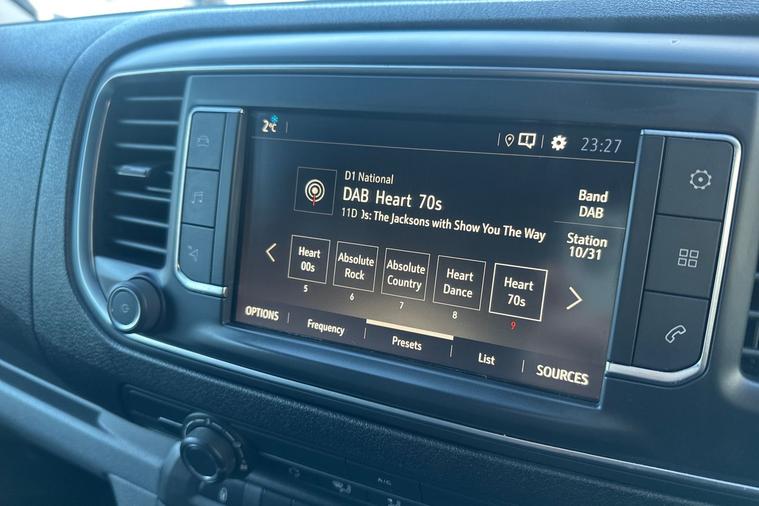 2°C
23:27
D1 National
DAB Heart 70s
11D
s: The Jacksons with Show You The Way
Band
DAB
Station
10/31
Heart 00s
Absolute Rock
Absolute Country
Heart Dance
Heart 70s
5
6
7
8
9
OPTIONS
Frequency
Presets
List
SOURCES
A/C